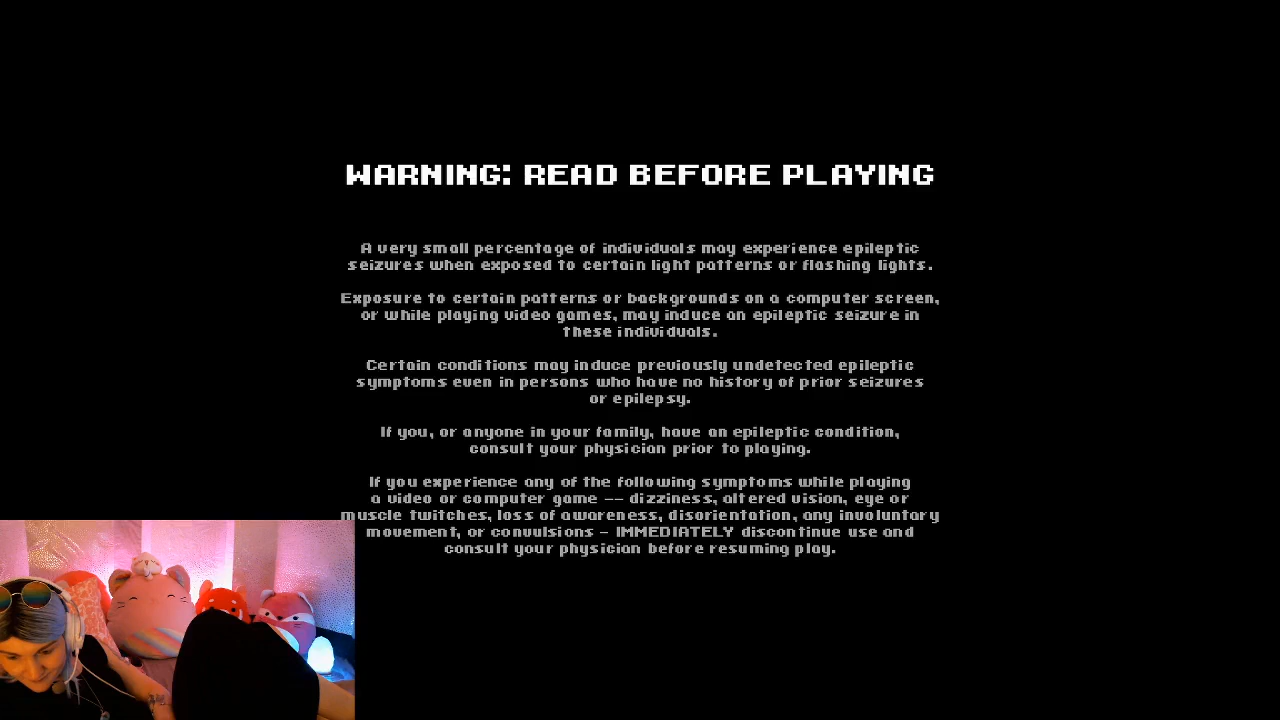 WARNING: READ BEFORE PLAYING
A very small percentage of individuals may experience epileptic
seizures when exposed to certain light patterns or flashing lights.
Exposure to certain patterns or backgrounds on a computer screen,
or while playing video games, may induce an epileptic seizure in
these individuals.
Certain conditions may induce previously undetected epileptic
symptoms even in persons who have no history of prior seizures
or epilepsy.
If you, or anyone in your family, have an epileptic condition,
consult your physician prior to playing.
If you experience any of the following symptoms while playing
a video or computer game -- dizziness, altered vision, eye or
muscle twitches, loss of awareness, disorientation, any involuntary
movement, or convulsions - IMMEDIATELY discontinue use and
consult your physician before resuming play.